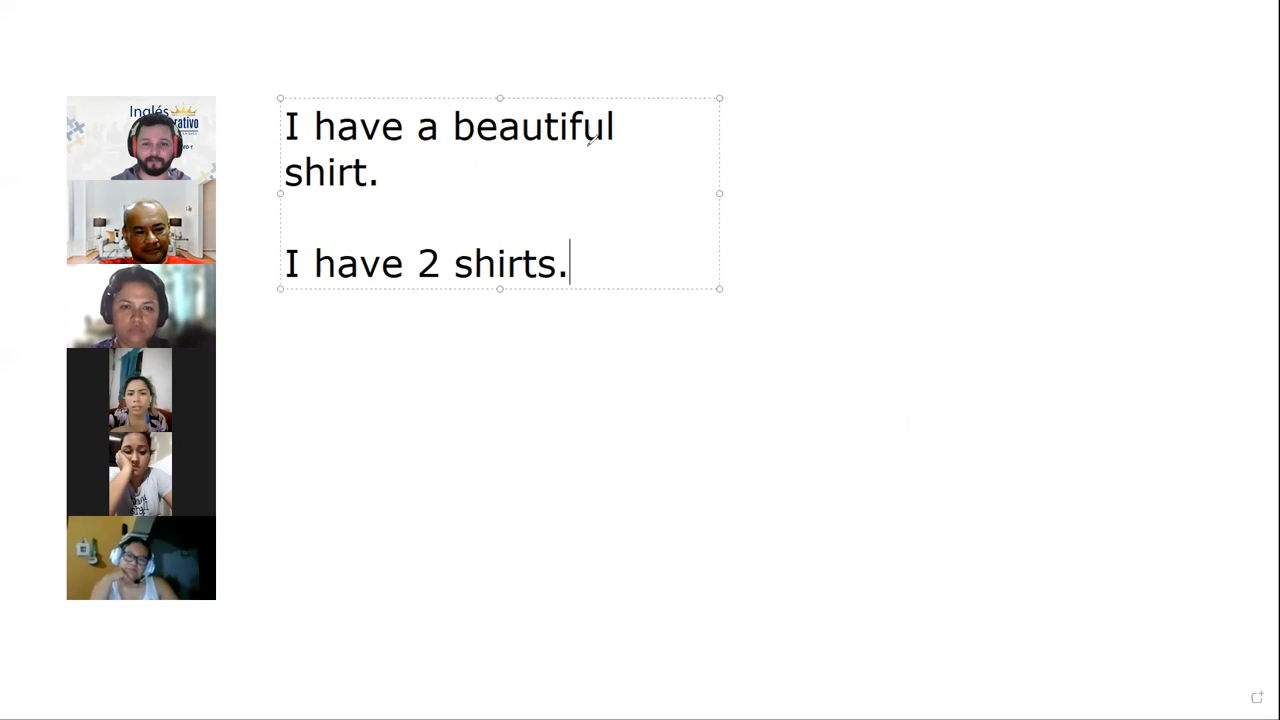 Inglés
I have a beautiful
shirt.
I have 2 shirts.